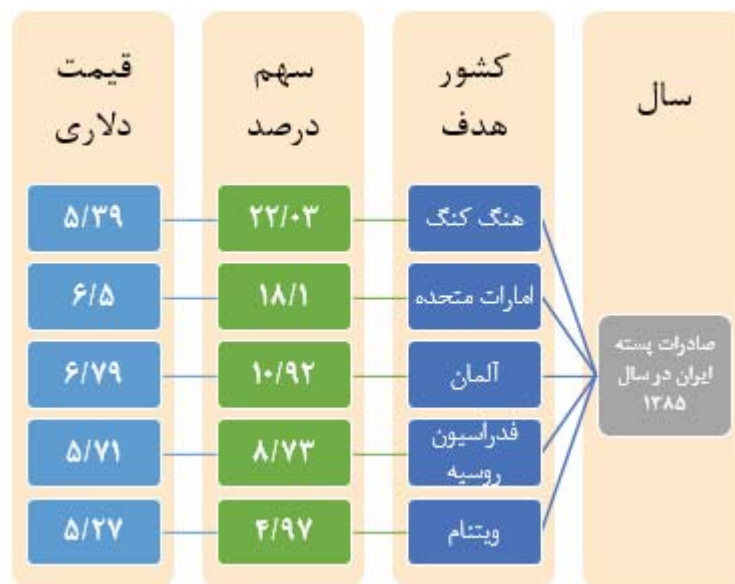 سال
کشور
هدف
سهم
درصد
قیمت
دلاری
صادرات پسته
ایران در سال
۱۳۸۵
هنگ کنگ
۲۲/۰۳
۵/۳۹
امارات متحده
۱۸/۱
۶/۵
آلمان
۱۰/۹۲
۶/۷۹
فدراسیون
روسیه
۸/۷۳
۵/۷۱
ویتنام
۴/۹۷
۵/۲۷